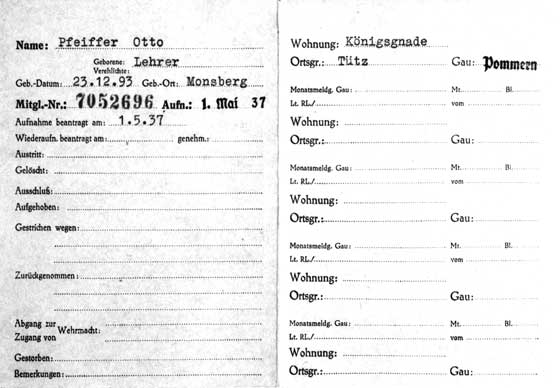 Name: Pfeiffer Otto
Geborene: Lehrer
Verehlichte:
Geb.-Datum: 23.12.93 Geb.-Ort: Monsberg
Mitgl.-Nr.: 7052696 Aufn.: 1. Mai 37
Aufnahme beantragt am: 1.5.37
Wiederaufn. beantragt am: genehm.:
Austritt:
Gelöscht:
Ausschluß:
Aufgehoben:
Gestrichen wegen:
Zurückgenommen:
Abgang zur
Zugang von Wehrmacht:
Gestorben:
Bemerkungen:
Wohnung: Königsgnade
Ortsgr.: Tütz Gau: Pommern
Monatsmeldg. Gau: Mt. Bl.
Lt. RL./ vom
Wohnung:
Ortsgr.: Gau:
Monatsmeldg. Gau: Mt. Bl.
Lt. RL./ vom
Wohnung:
Ortsgr.: Gau:
Monatsmeldg. Gau: Mt. Bl.
Lt. RL./ vom
Wohnung:
Ortsgr.: Gau:
Monatsmeldg. Gau: Mt. Bl.
Lt. RL./ vom
Wohnung:
Ortsgr.: Gau: